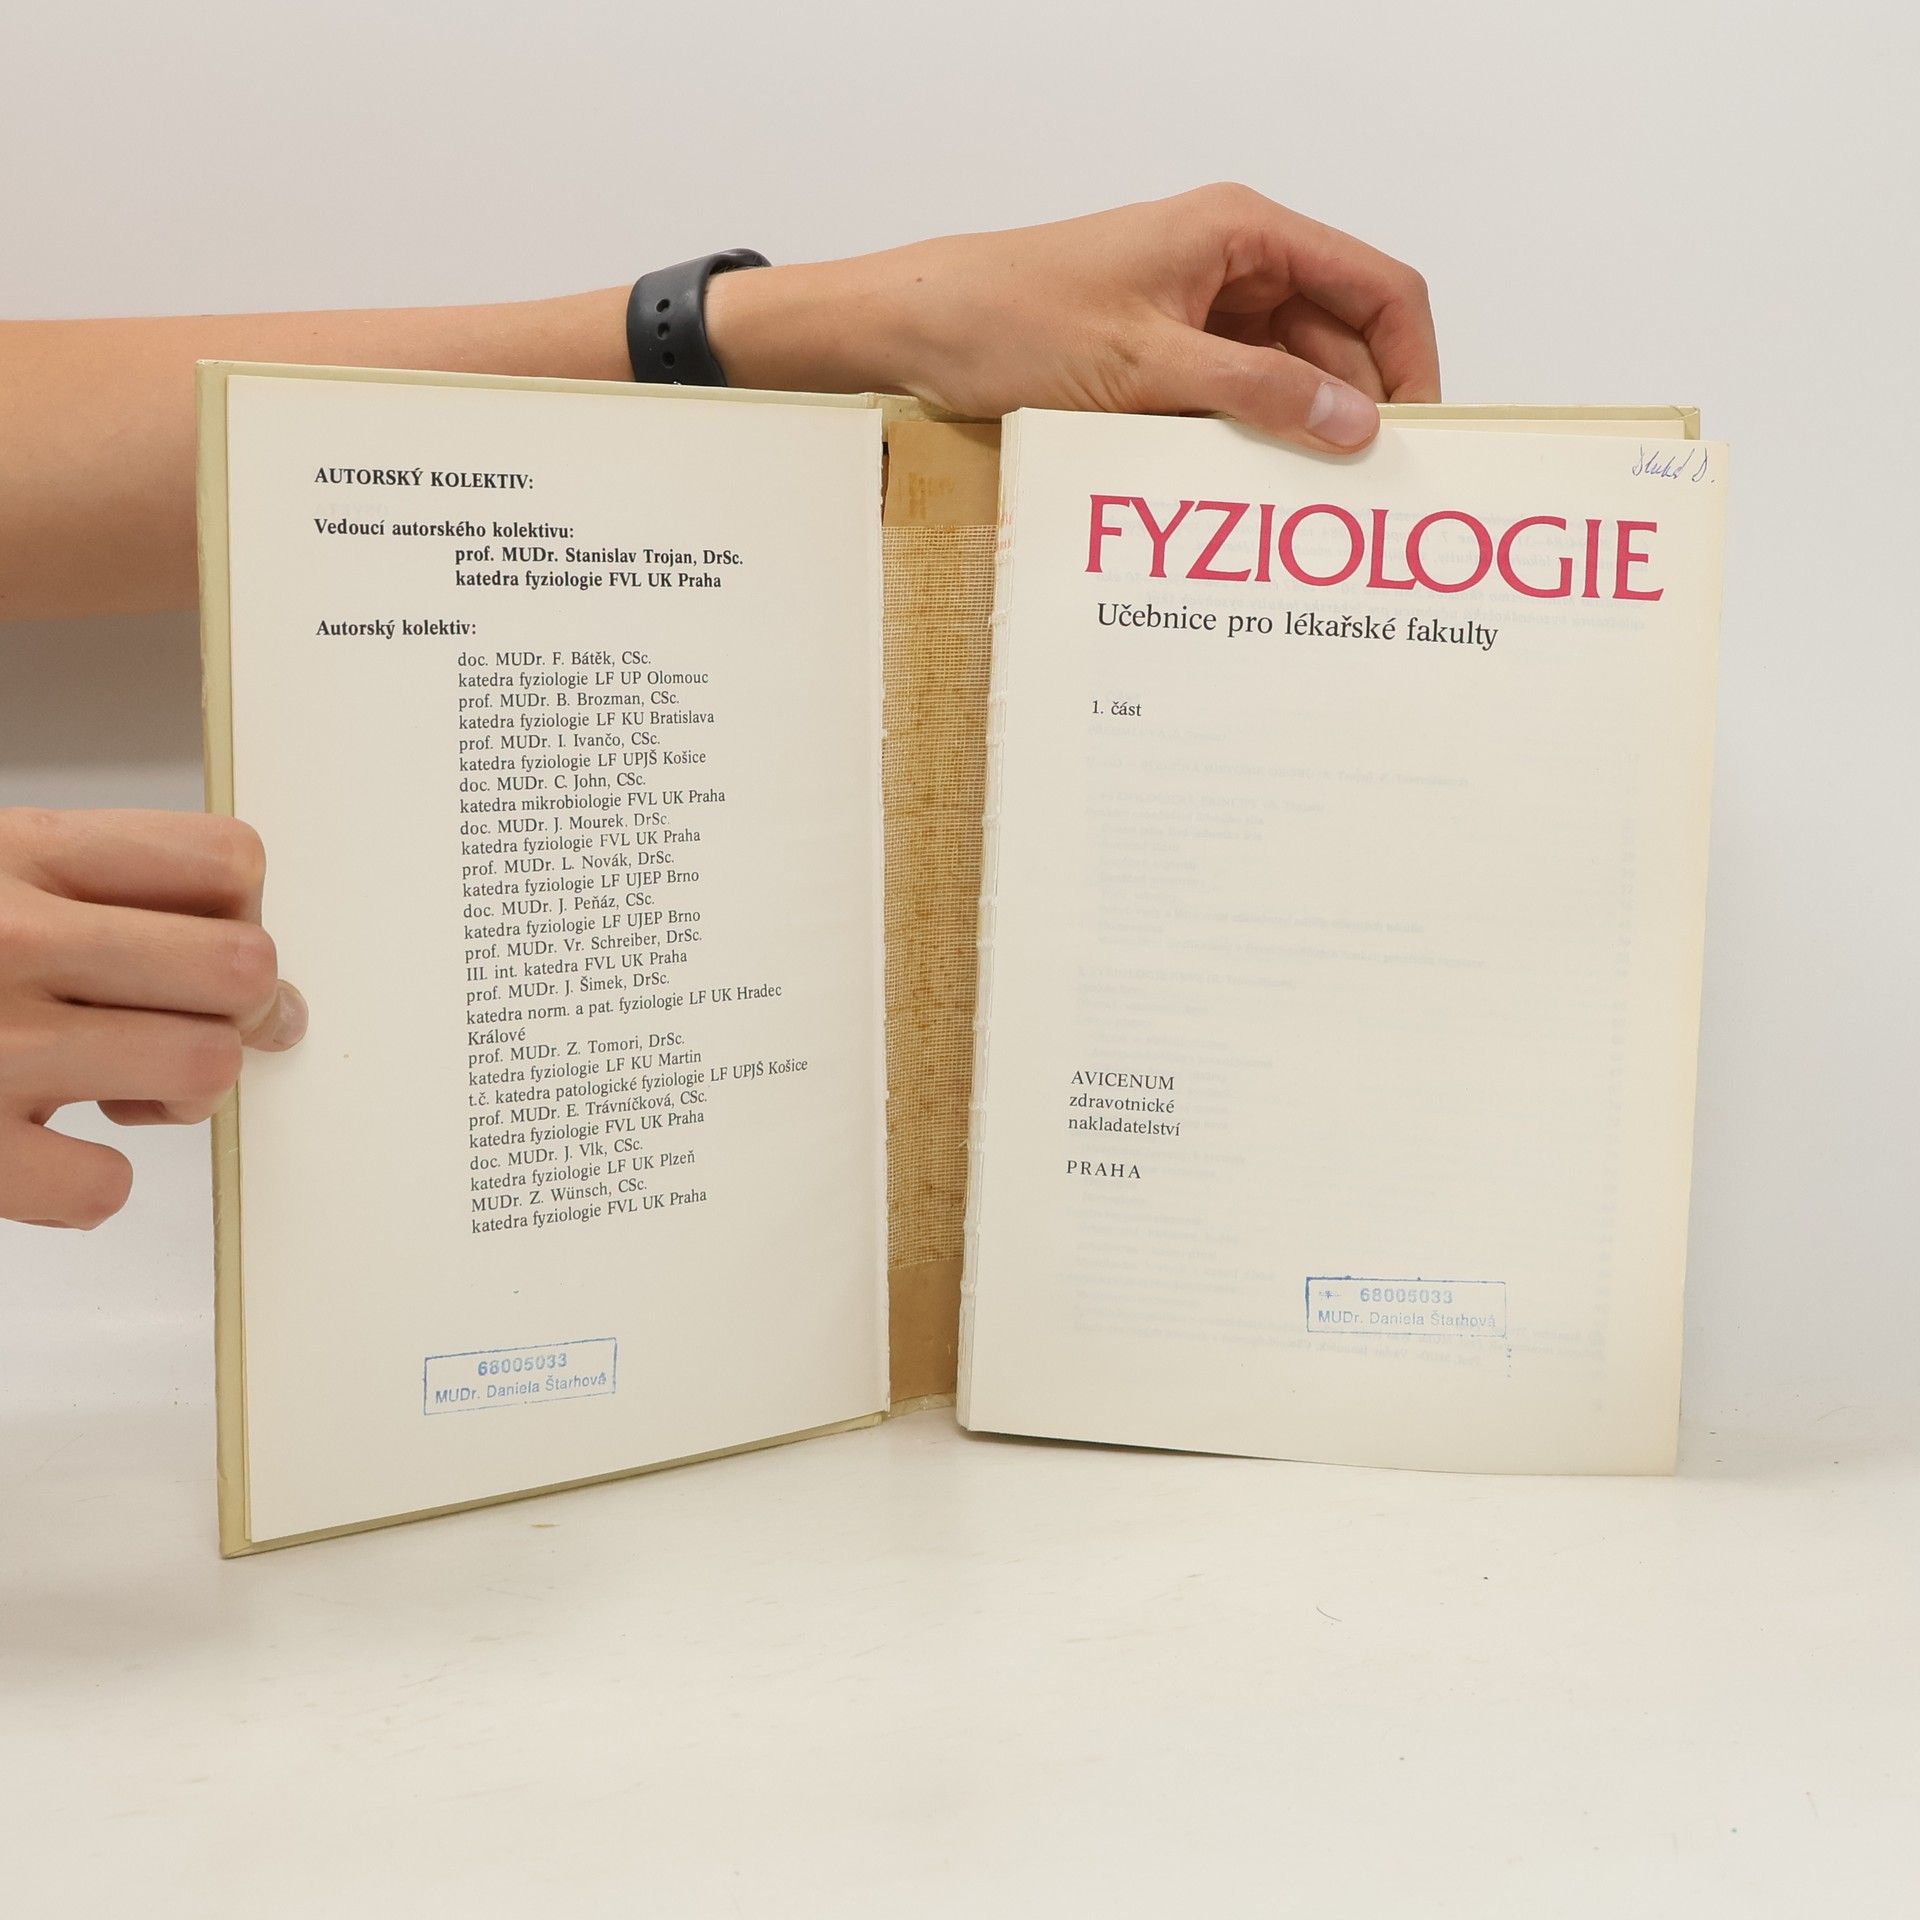 AUTORSKÝ KOLEKTIV:
Vedoucí autorského kolektivu:
prof. MUDr. Stanislav Trojan, DrSc.
katedra fyziologie FVL UK Praha
Autorský kolektiv:
doc. MUDr. F. Bátěk, CSc.
katedra fyziologie LF UP Olomouc
prof. MUDr. B. Brozman, CSc.
katedra fyziologie LF KU Bratislava
prof. MUDr. I. Ivančo, CSc.
katedra fyziologie LF UPJŠ Košice
doc. MUDr. C. John, CSc.
katedra mikrobiologie FVL UK Praha
doc. MUDr. J. Mourek, DrSc.
katedra fyziologie FVL UK Praha
prof. MUDr. L. Novák, DrSc.
katedra fyziologie LF UJEP Brno
doc. MUDr. J. Peňáz, CSc.
katedra fyziologie LF UJEP Brno
prof. MUDr. Vr. Schreiber, DrSc.
III. int. katedra FVL UK Praha
prof. MUDr. J. Šimek, DrSc.
katedra norm. a pat. fyziologie LF UK Hradec
Králové
prof. MUDr. Z. Tomori, DrSc.
katedra fyziologie LF KU Martin
t.č. katedra patologické fyziologie LF UPJŠ Košice
prof. MUDr. E. Trávníčková, CSc.
katedra fyziologie FVL UK Praha
doc. MUDr. J. Vlk, CSc.
katedra fyziologie LF UK Plzeň
MUDr. Z. Wünsch, CSc.
katedra fyziologie FVL UK Praha
68005033
MUDr. Daniela Štarhová
FYZIOLOGIE
Učebnice pro lékařské fakulty
1. část
AVICENUM
zdravotnické
nakladatelství
PRAHA
68005033
MUDr. Daniela Štarhová